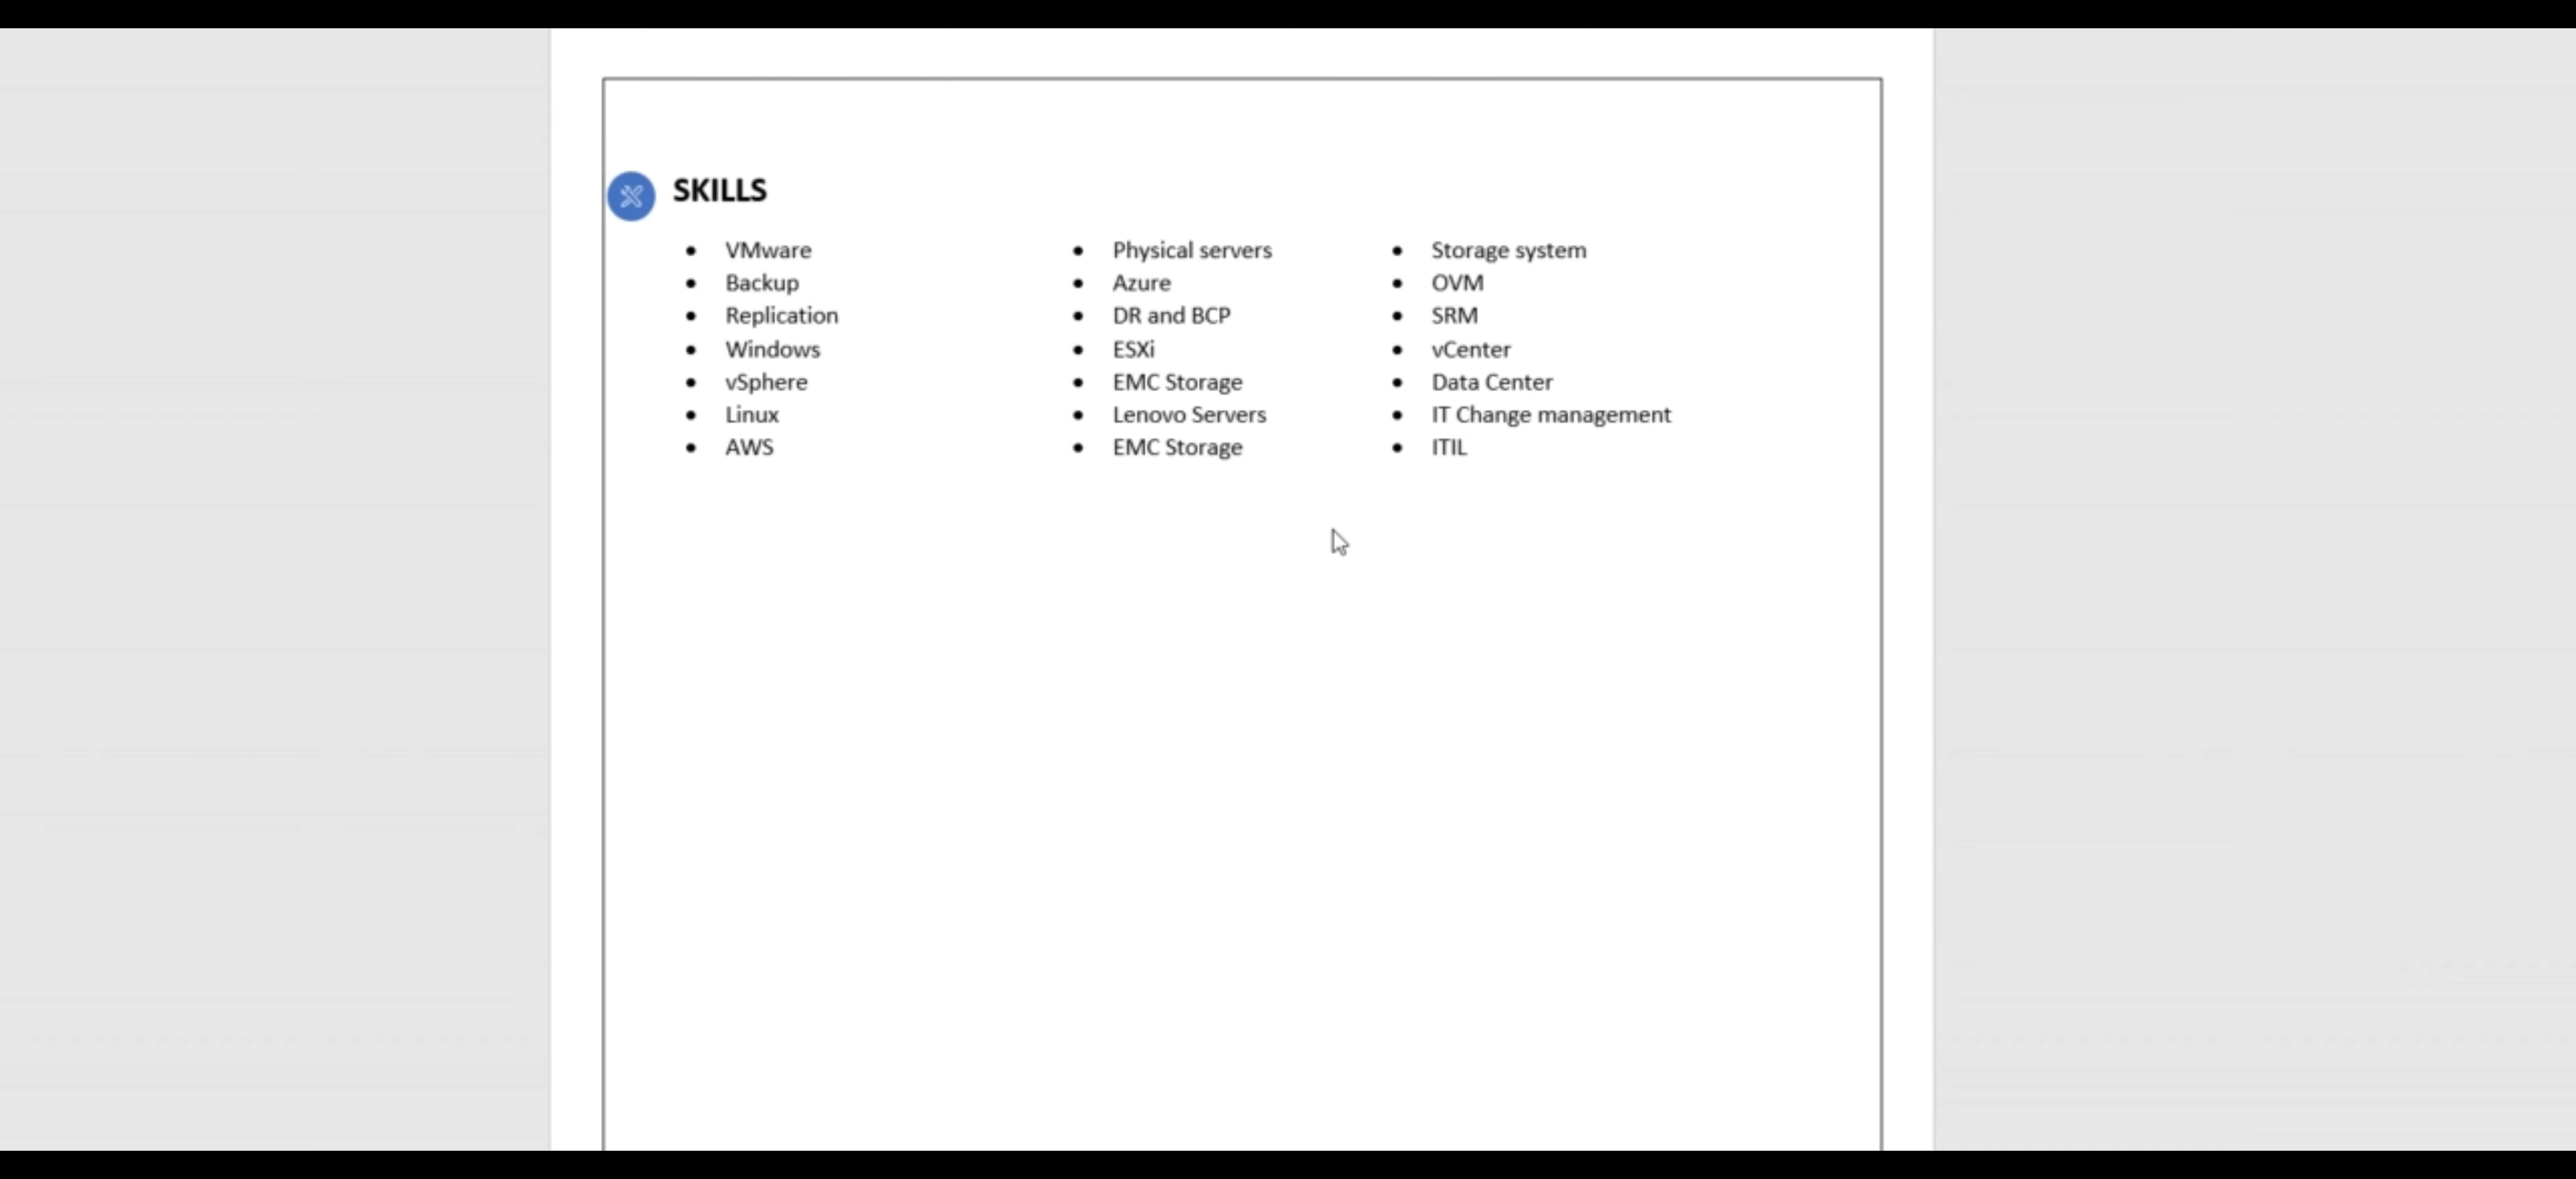 SKILLS
VMware
Backup
Replication
Windows
vSphere
Linux
AWS
Physical servers
Azure
DR and BCP
ESXi
EMC Storage
Lenovo Servers
EMC Storage
Storage system
OVM
SRM
vCenter
Data Center
IT Change management
ITIL